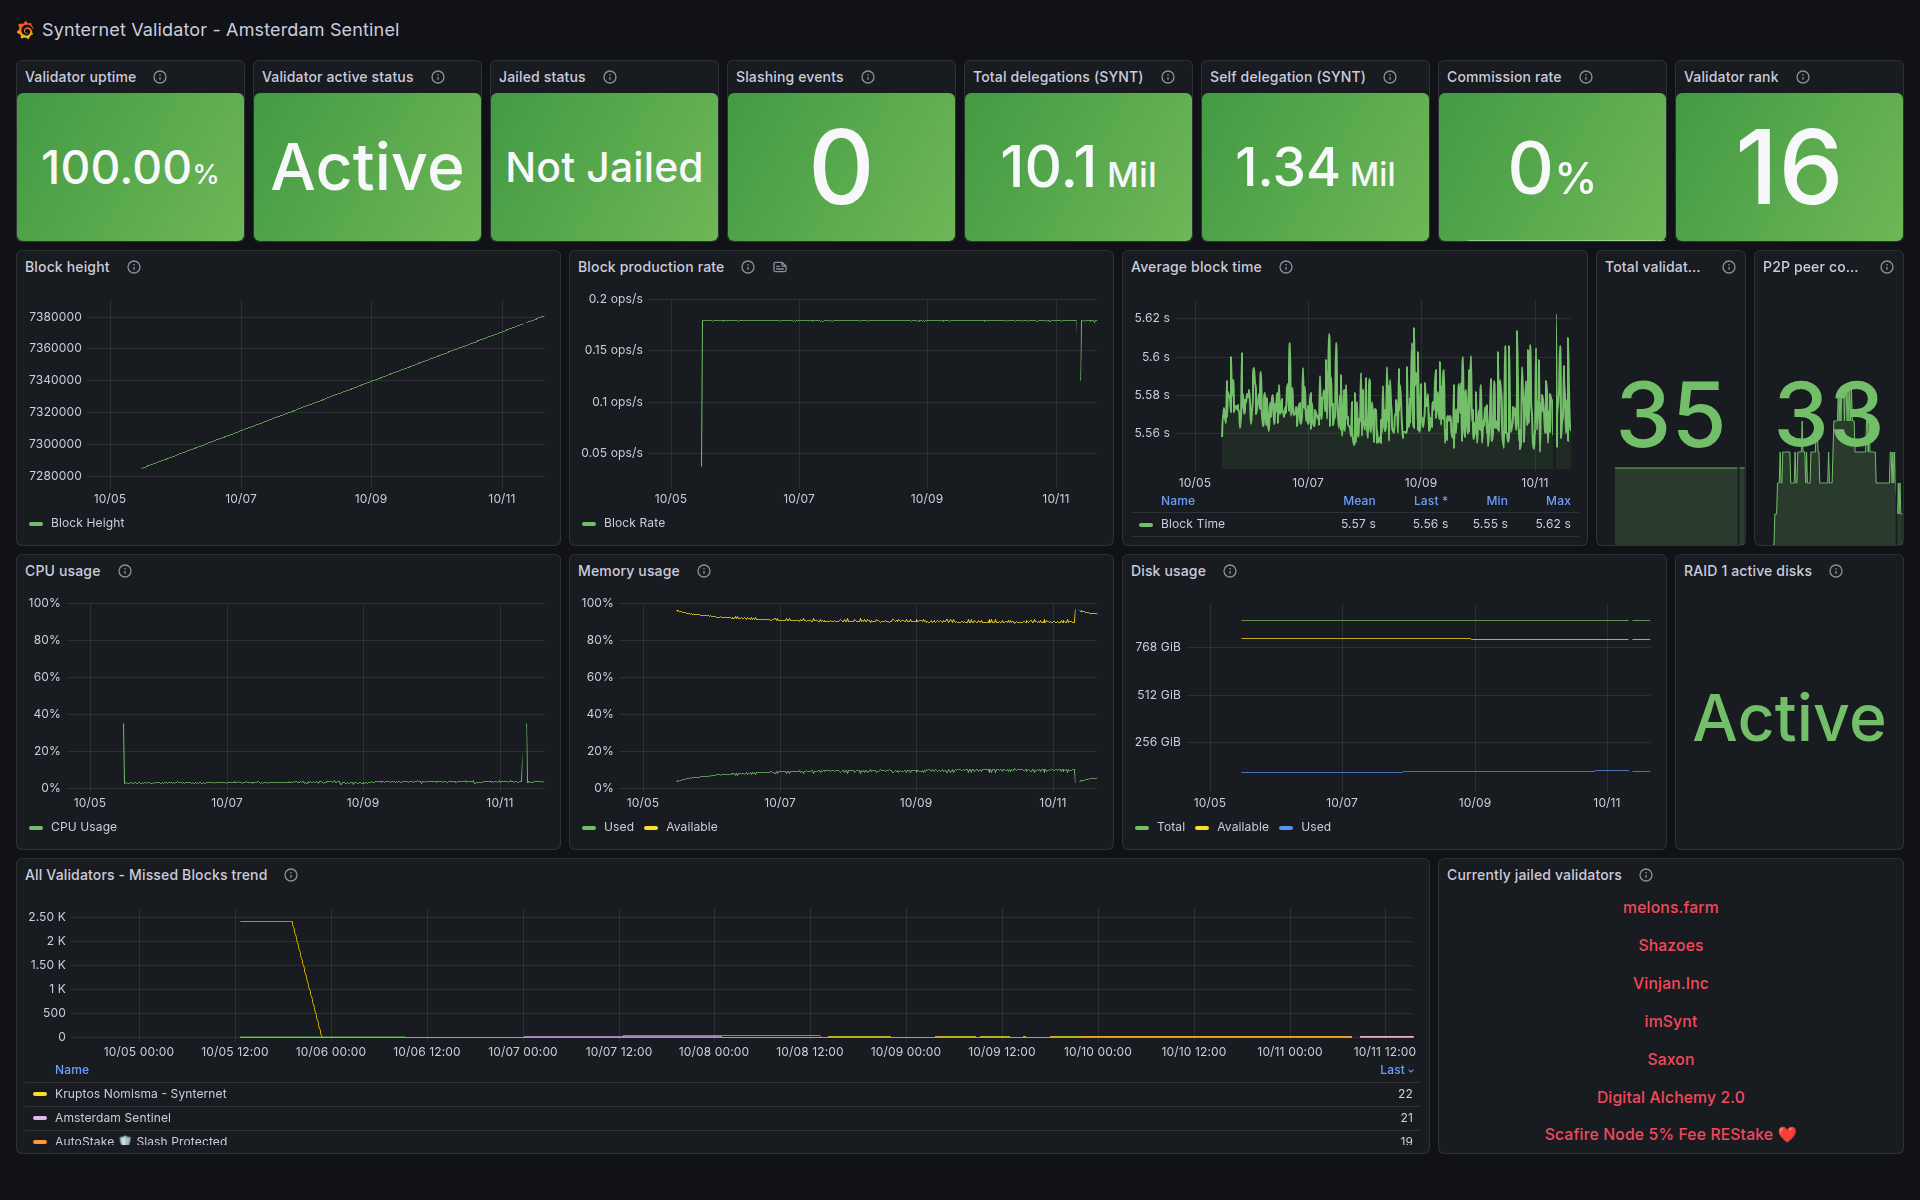 Synternet Validator - Amsterdam Sentinel
Validator uptime
100.00%
Validator active status
Active
Jailed status
Not Jailed
Slashing events
0
Total delegations (SYNT)
10.1 Mil
Self delegation (SYNT)
1.34 Mil
Commission rate
0%
Validator rank
16
Block height
7380000
7360000
7340000
7320000
7300000
7280000
10/05 10/07 10/09 10/11
Block Height
Block production rate
0.2 ops/s
0.15 ops/s
0.1 ops/s
0.05 ops/s
10/05 10/07 10/09 10/11
Block Rate
Average block time
5.62 s
5.6 s
5.58 s
5.56 s
10/05 10/07 10/09 10/11
Name Mean Last * Min Max
Block Time 5.57 s 5.56 s 5.55 s 5.62 s
Total validat...
35
P2P peer co...
33
CPU usage
100%
80%
60%
40%
20%
0%
10/05 10/07 10/09 10/11
CPU Usage
Memory usage
100%
80%
60%
40%
20%
0%
10/05 10/07 10/09 10/11
Used Available
Disk usage
768 GiB
512 GiB
256 GiB
10/05 10/07 10/09 10/11
Total Available Used
RAID 1 active disks
Active
All Validators - Missed Blocks trend
2.50 K
2 K
1.50 K
1 K
500
0
10/05 00:00 10/05 12:00 10/06 00:00 10/06 12:00 10/07 00:00 10/07 12:00 10/08 00:00 10/08 12:00 10/09 00:00 10/09 12:00 10/10 00:00 10/10 12:00 10/11 00:00 10/11 12:00
Name Last
Kruptos Nomisma - Synternet 22
Amsterdam Sentinel 21
AutoStake 🛡️ Slash Protected 19
Currently jailed validators
melons.farm
Shazoes
Vinjan.Inc
imSynt
Saxon
Digital Alchemy 2.0
Scafire Node 5% Fee REStake ❤️